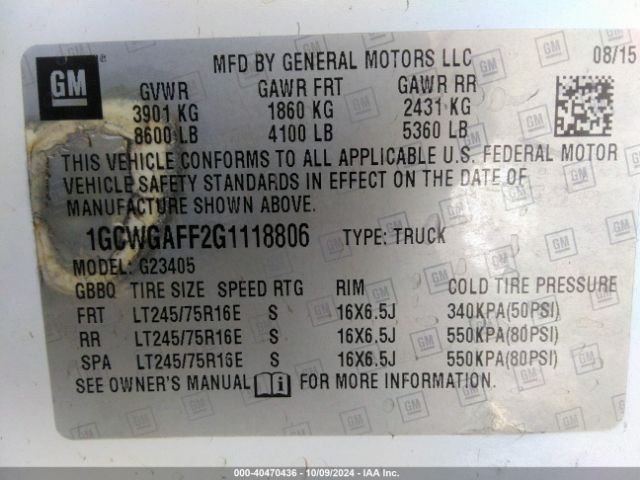 MFD BY GENERAL MOTORS LLC 08/15
GM
GVWR GAWR FRT GAWR RR
3901 KG 1860 KG 2431 KG
8600 LB 4100 LB 5360 LB
THIS VEHICLE CONFORMS TO ALL APPLICABLE U.S. FEDERAL MOTOR
VEHICLE SAFETY STANDARDS IN EFFECT ON THE DATE OF
MANUFACTURE SHOWN ABOVE.
1GCWGAFF2G1118806 TYPE: TRUCK
MODEL: G23405
GBBQ TIRE SIZE SPEED RTG RIM COLD TIRE PRESSURE
FRT LT245/75R16E S 16X6.5J 340KPA(50PSI)
RR LT245/75R16E S 16X6.5J 550KPA(80PSI)
SPA LT245/75R16E S 16X6.5J 550KPA(80PSI)
SEE OWNER'S MANUAL FOR MORE INFORMATION.
000-40470436 - 10/09/2024 - IAA Inc.